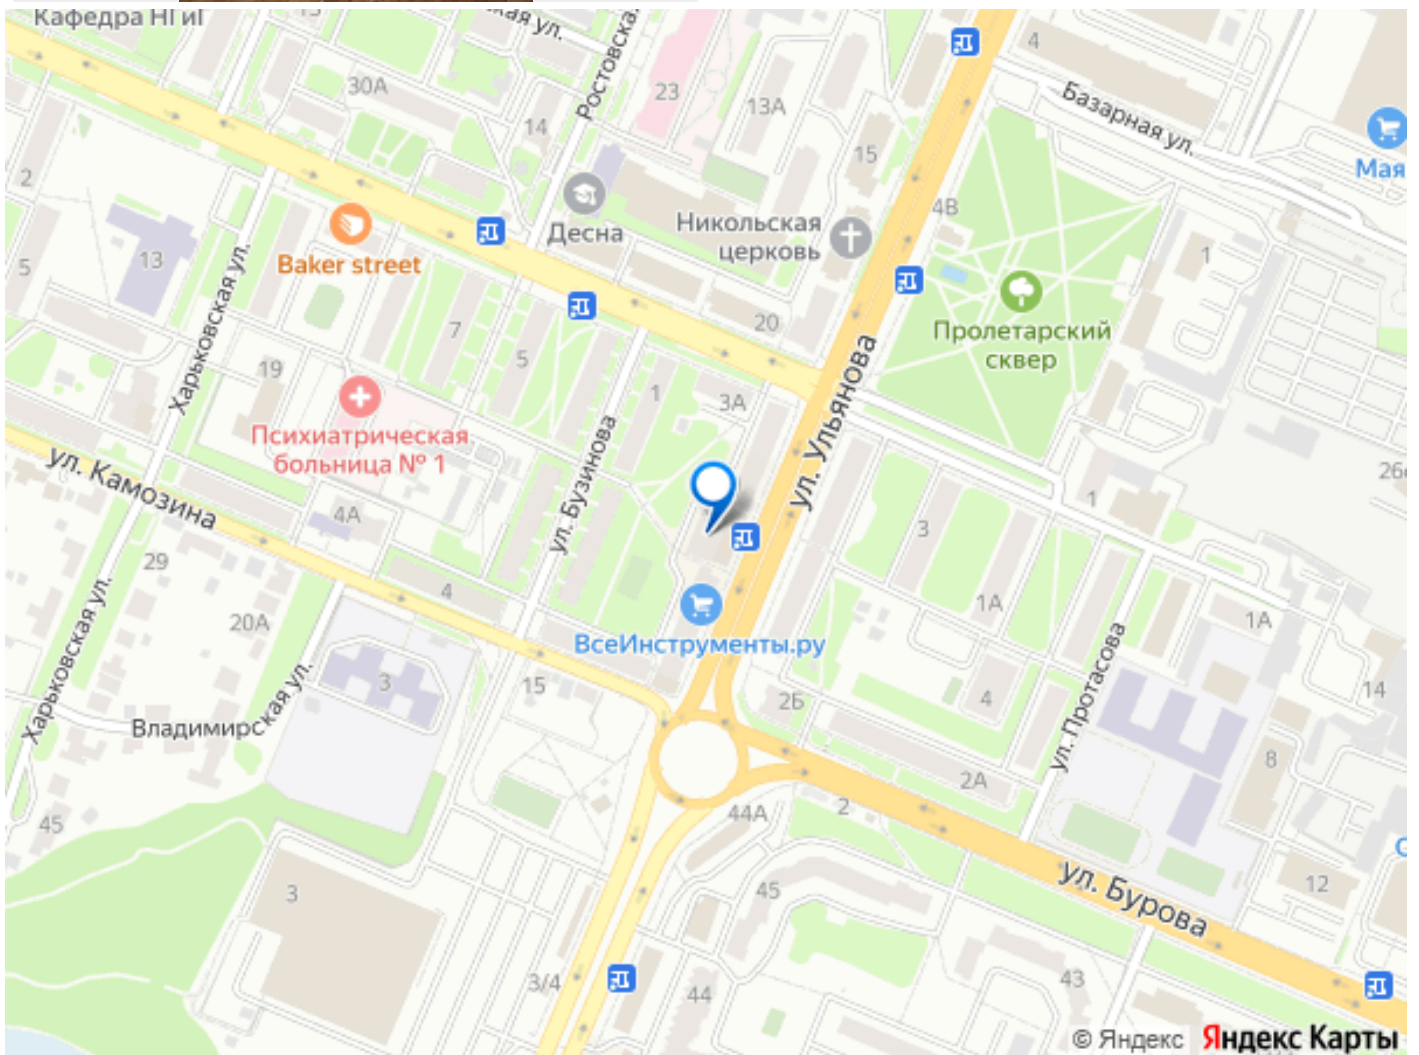 Кафедра НГиГ
13
кая ул.
Ростовска
4
30А
23
13А
Базарная ул.
14
15
Мая
2
Десна
Никольская
церковь
4В
13
Baker street
1
5
Харьковская ул.
Пролетарский
сквер
20
7
5
19
1
3А
ул. Ульянова
Психиатрическая
больница № 1
ул. Бузинова
ул. Камозина
26
1
4А
3
29
4
1А
20А
1А
ВсеИнструменты.ру
ул. Протасова
Харьковская ул.
3
15
2Б
4
14
Владимирская ул.
8
2А
45
44А
2
С
3
45
ул. Бурова
12
3/4
44
43
© Яндекс Яндекс Карты